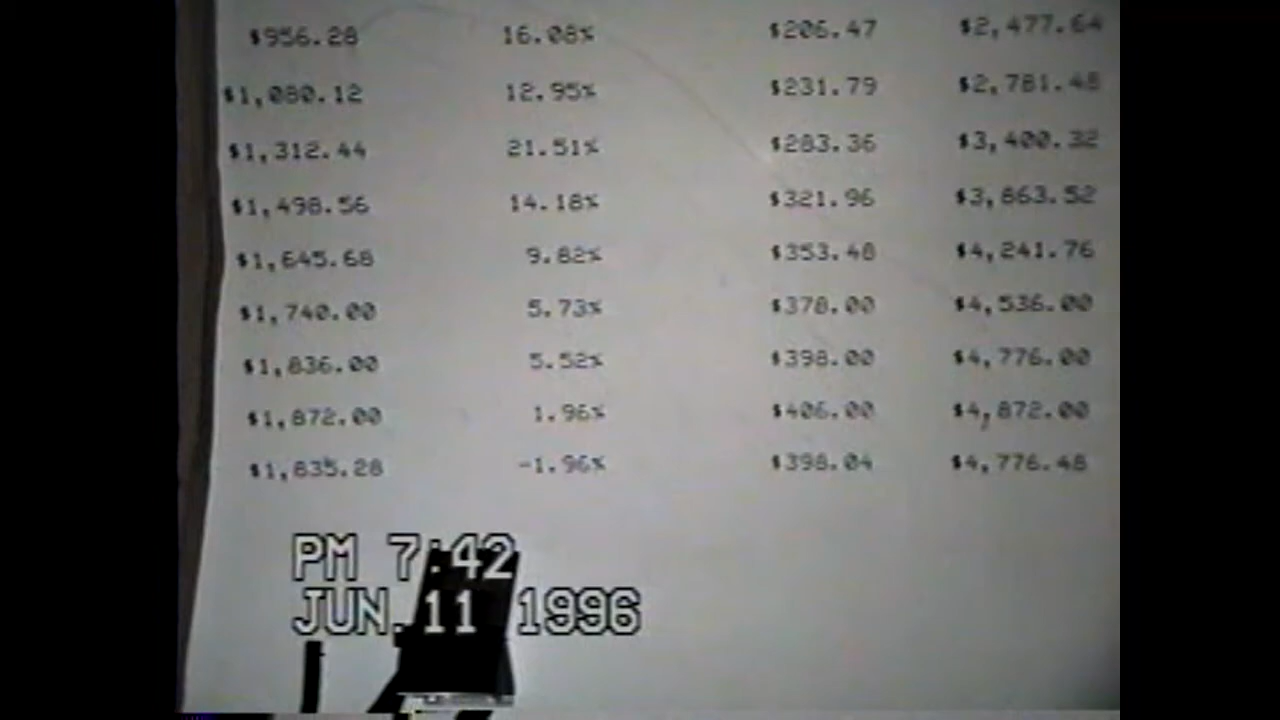 $956.28 16.08% $206.47 $2,477.64
$1,080.12 12.95% $231.79 $2,781.48
$1,312.44 21.51% $283.36 $3,400.32
$1,498.56 14.18% $321.96 $3,863.52
$1,645.68 9.82% $353.48 $4,241.76
$1,740.00 5.73% $378.00 $4,536.00
$1,836.00 5.52% $398.00 $4,776.00
$1,872.00 1.96% $406.00 $4,872.00
$1,835.28 -1.96% $398.04 $4,776.48
PM 7:42
JUN.11 1996